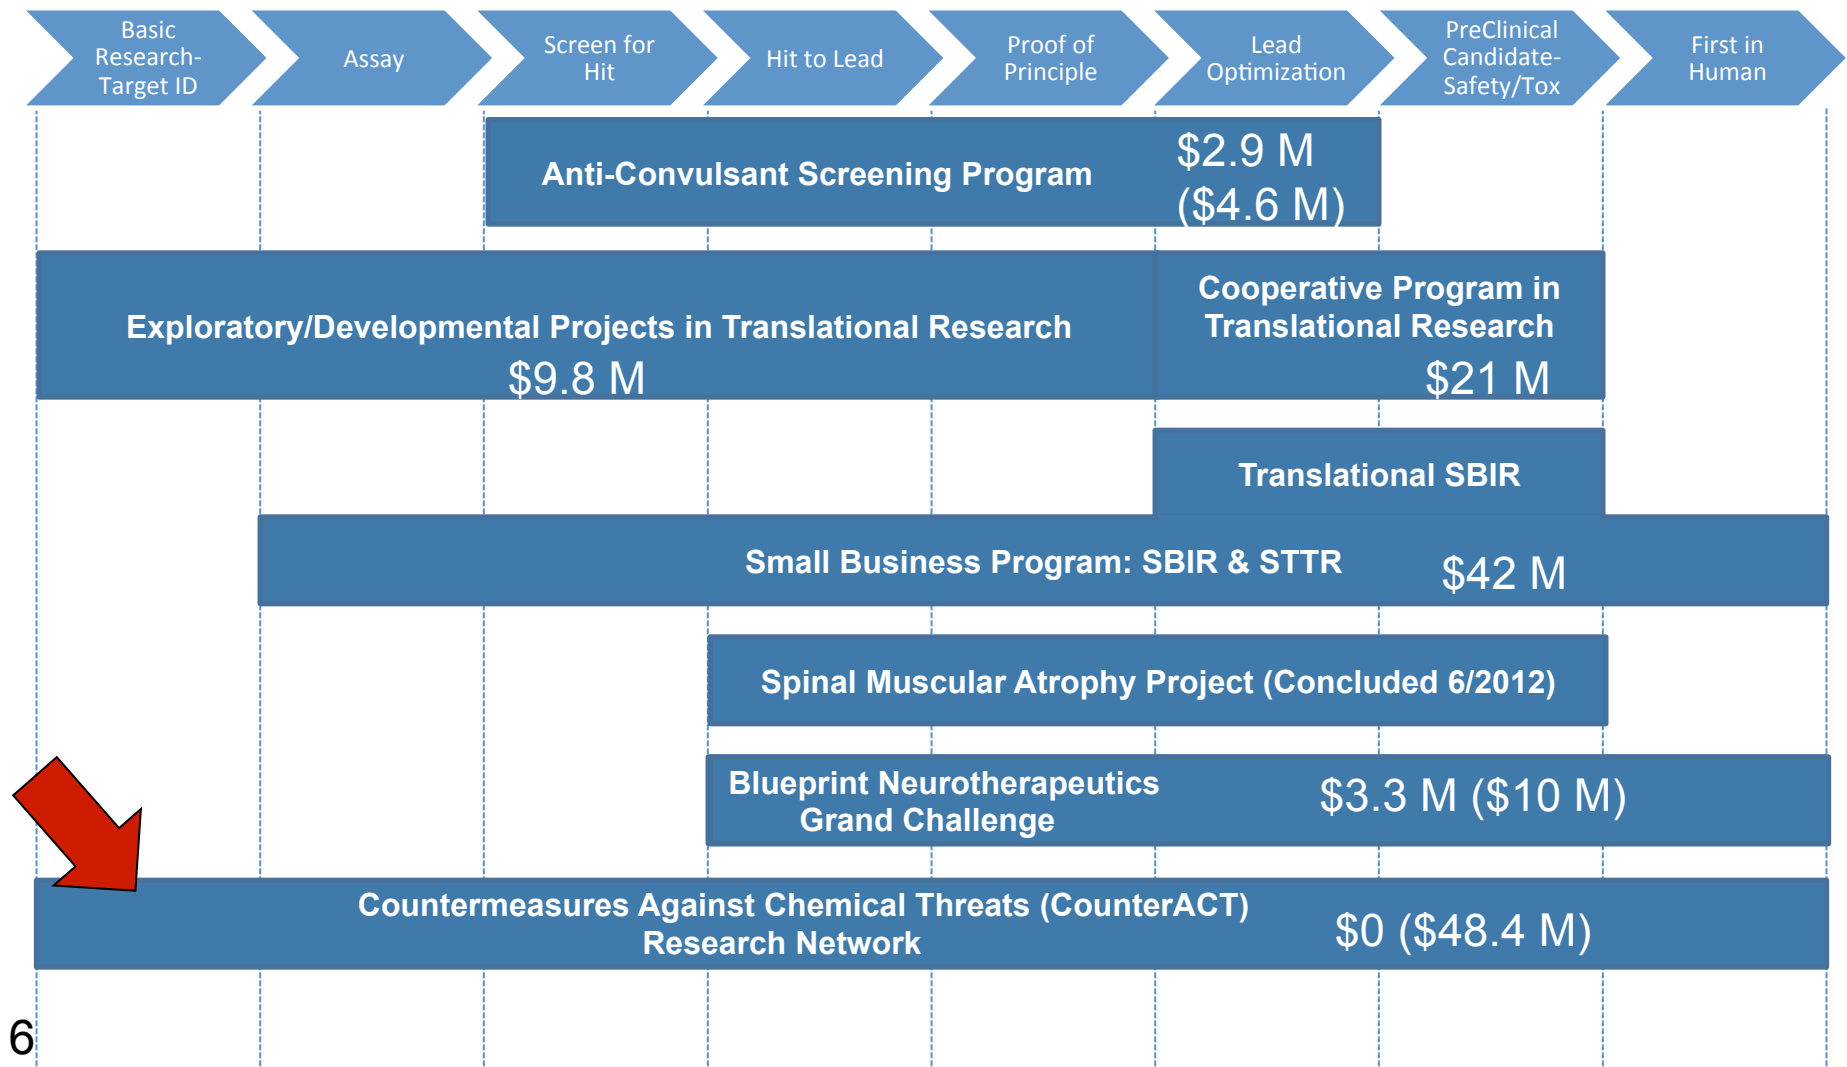 Basic
Research-
Target ID
Assay
Screen for
Hit
Hit to Lead
Proof of
Principle
Lead
Optimization
PreClinical
Candidate-
Safety/Tox
First in
Human
Anti-Convulsant Screening Program
$2.9 M
($4.6 M)
Exploratory/Developmental Projects in Translational Research
$9.8 M
Cooperative Program in
Translational Research
$21 M
Translational SBIR
Small Business Program: SBIR & STTR
$42 M
Spinal Muscular Atrophy Project (Concluded 6/2012)
Blueprint Neurotherapeutics
Grand Challenge
$3.3 M ($10 M)
Countermeasures Against Chemical Threats (CounterACT)
Research Network
$0 ($48.4 M)
6